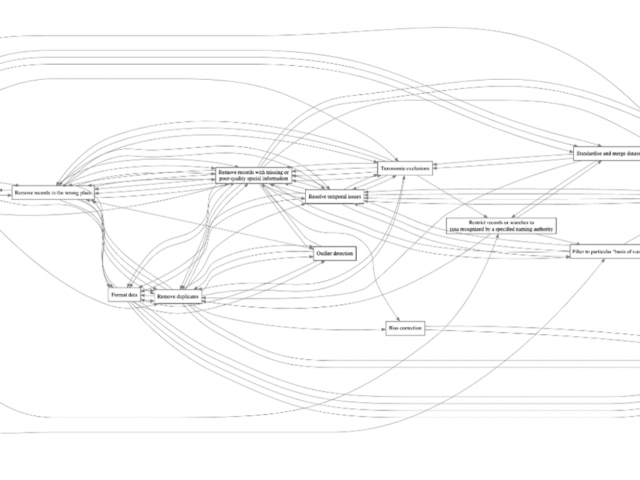 Standardise and merge datase
Remove records with missing or
poor-quality spatial information
Taxonomic exclusions
Remove records in the wrong place
Resolve temporal issues
Restrict records or searches to
taxa recognized by a specified naming authority
Outlier detection
Filter to particular "basis of
Format data
Remove duplicates
Bias correction